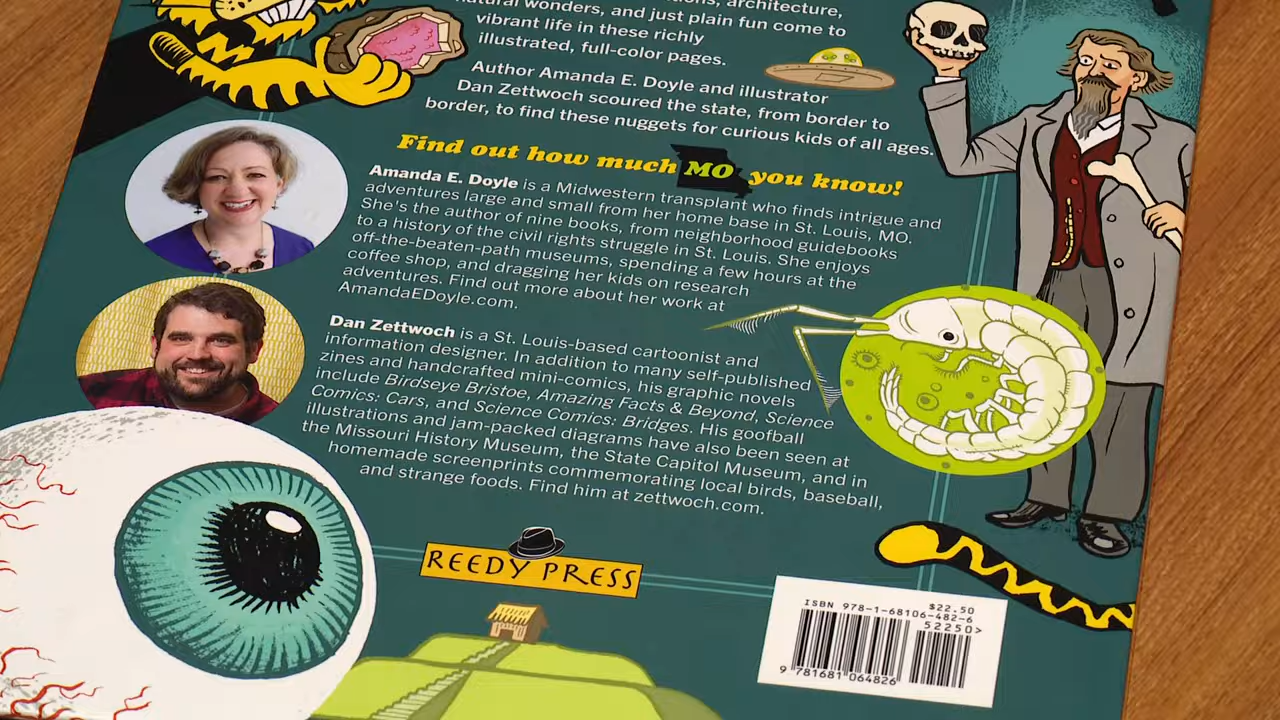 architecture,
natural wonders, and just plain fun come to
vibrant life in these richly
illustrated, full-color pages.
Author Amanda E. Doyle and illustrator
Dan Zettwoch scoured the state, from border to
border, to find these nuggets for curious kids of all ages.
Find out how much MO you know!
Amanda E. Doyle is a Midwestern transplant who finds intrigue and
adventures large and small from her home base in St. Louis, MO.
She's the author of nine books, from neighborhood guidebooks
to a history of the civil rights struggle in St. Louis. She enjoys
off-the-beaten-path museums, spending a few hours at the
coffee shop, and dragging her kids on research
adventures. Find out more about her work at
AmandaEDoyle.com.
Dan Zettwoch is a St. Louis-based cartoonist and
information designer. In addition to many self-published
zines and handcrafted mini-comics, his graphic novels
include Birdseye Bristoe, Amazing Facts & Beyond, Science
Comics: Cars, and Science Comics: Bridges. His goofball
illustrations and jam-packed diagrams have also been seen at
the Missouri History Museum, the State Capitol Museum, and in
homemade screenprints commemorating local birds, baseball,
and strange foods. Find him at zettwoch.com.
REEDY PRESS
ISBN 978-1-68106-482-6
$22.50
52250>
9 781681 064826